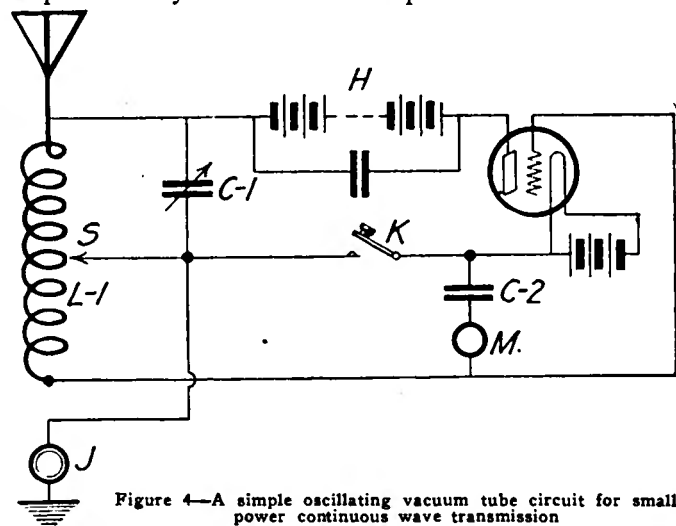 H
C-1
S
K
L-1
C-2
M.
J
Figure 4—A simple oscillating vacuum tube circuit for small
power continuous wave transmission